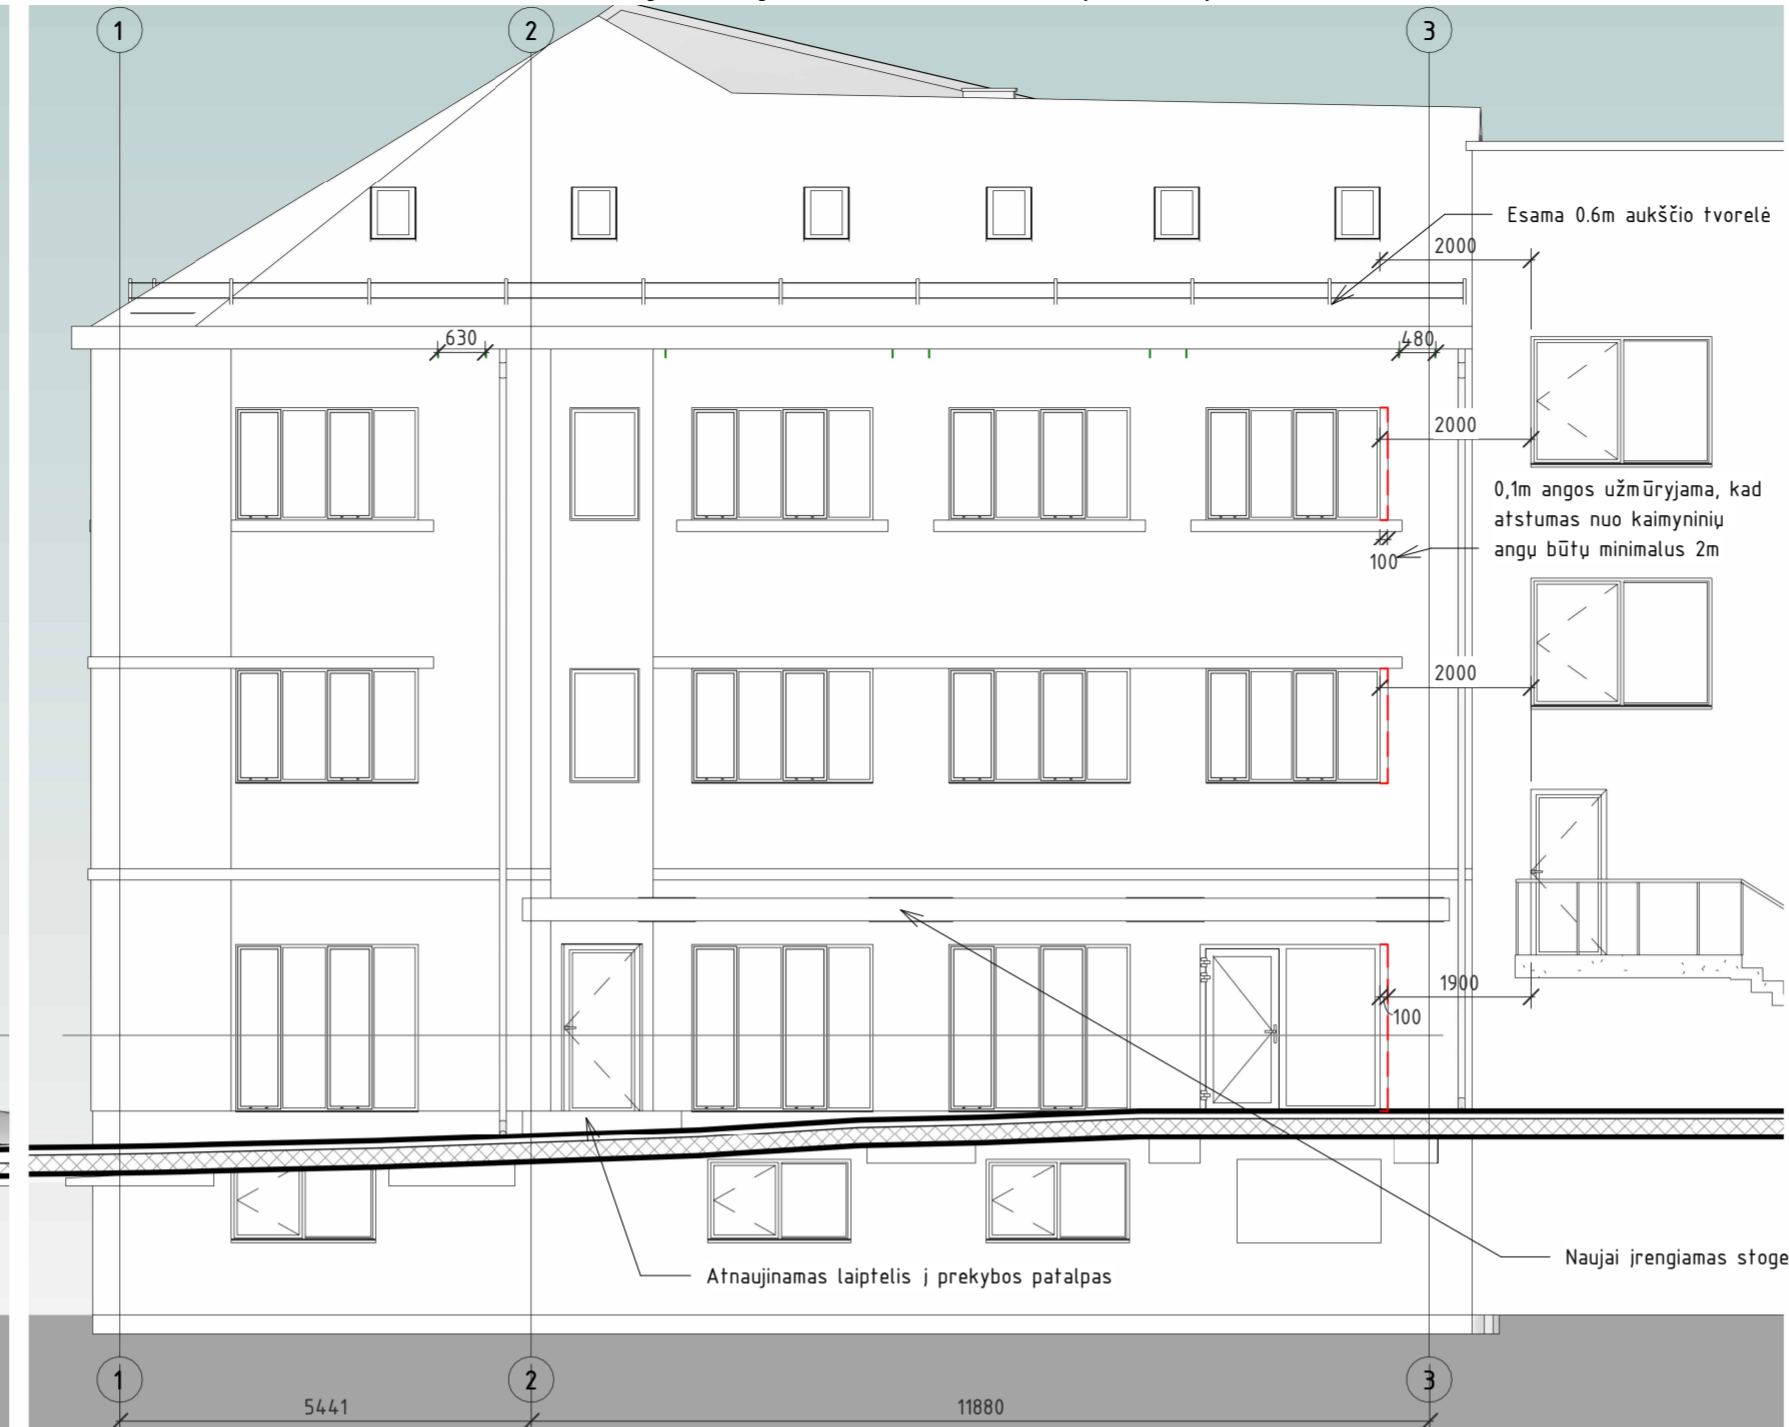 1
2
3
Esama 0.6m aukščio tvorelė
2000
630
480
2000
0,1m angos užmūryjama, kad
atstumas nuo kaimyninių
angų būtų minimalus 2m
100
2000
1900
100
Naujai įrengiamas stoge
Atnaujinamas laiptelis į prekybos patalpas
1
2
3
5441
11880